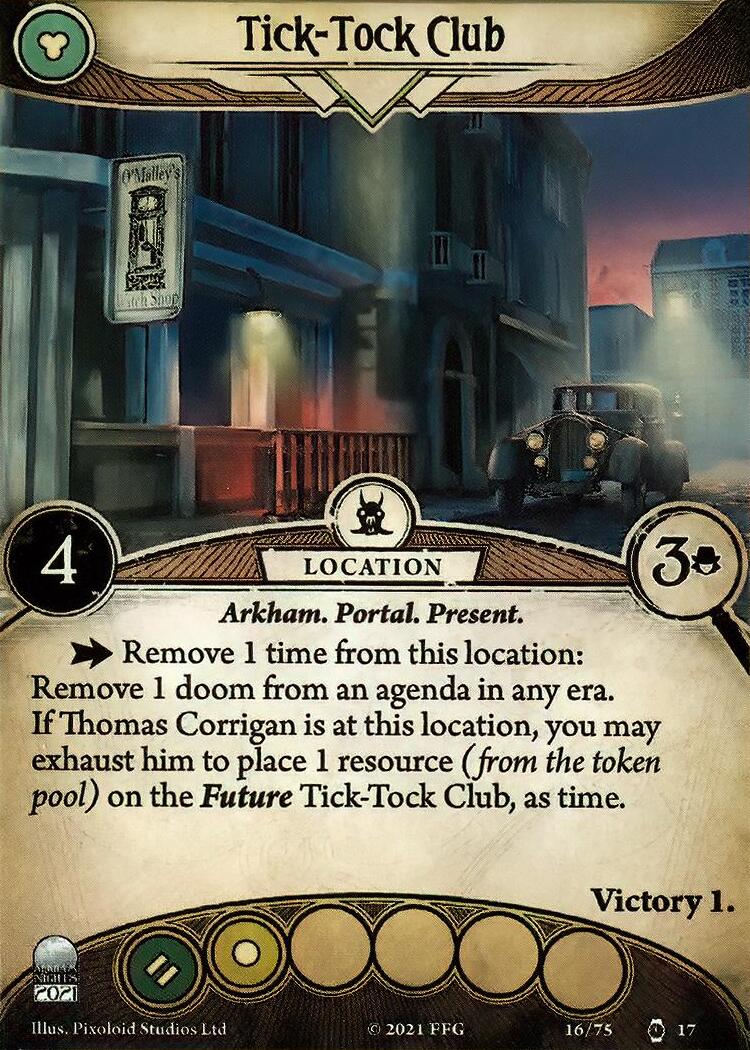 Tick-Tock Club
O'Malley's
Watch Shop
4
LOCATION
3
Arkham. Portal. Present.
Remove 1 time from this location:
Remove 1 doom from an agenda in any era.
If Thomas Corrigan is at this location, you may
exhaust him to place 1 resource (from the token
pool) on the Future Tick-Tock Club, as time.
Victory 1.
ARKHAM
NIGHTS
2021
Illus. Pixoloid Studios Ltd
© 2021 FFG
16/75
17